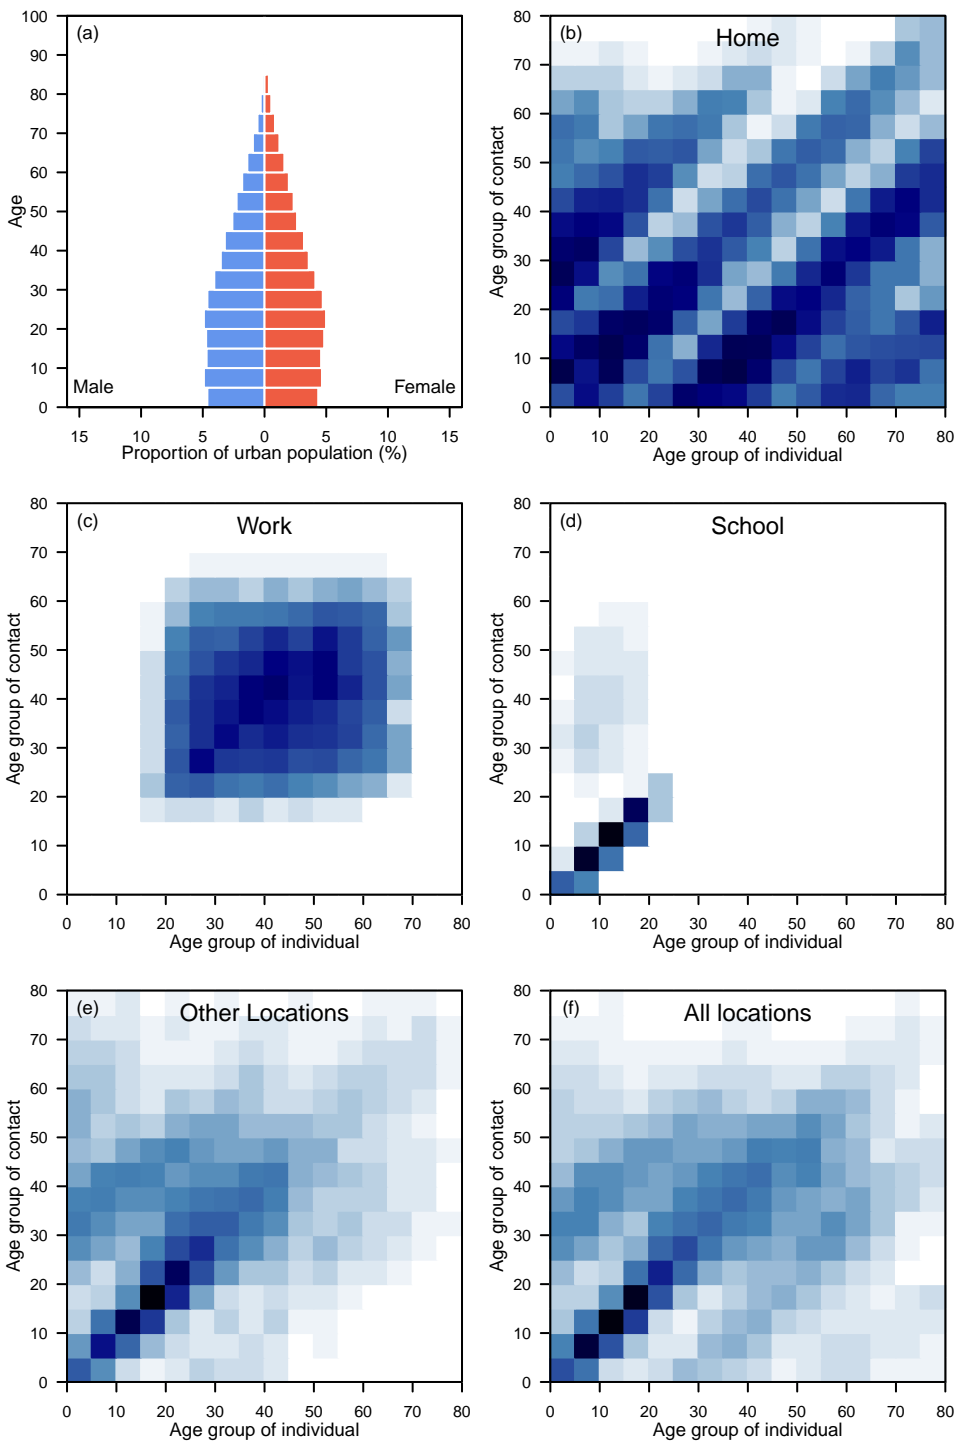 (a)
100
90
80
70
60
50
40
30
20
10
0
Age
Male
Female
15 10 5 0 5 10 15
Proportion of urban population (%)
(b)
Home
80
70
60
50
40
30
20
10
0
Age group of contact
0 10 20 30 40 50 60 70 80
Age group of individual
(c)
Work
80
70
60
50
40
30
20
10
0
Age group of contact
0 10 20 30 40 50 60 70 80
Age group of individual
(d)
School
80
70
60
50
40
30
20
10
0
Age group of contact
0 10 20 30 40 50 60 70 80
Age group of individual
(e)
Other Locations
80
70
60
50
40
30
20
10
0
Age group of contact
0 10 20 30 40 50 60 70 80
Age group of individual
(f)
All locations
80
70
60
50
40
30
20
10
0
Age group of contact
0 10 20 30 40 50 60 70 80
Age group of individual